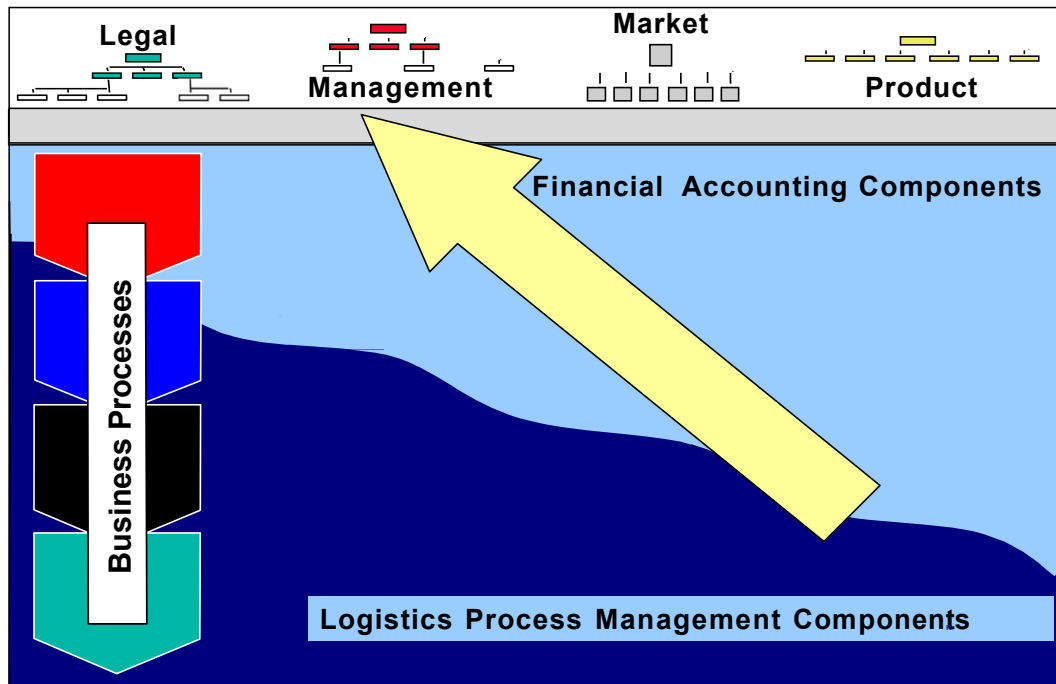 Legal
Market
Management
Product
Financial Accounting Components
Business Processes
Logistics Process Management Components